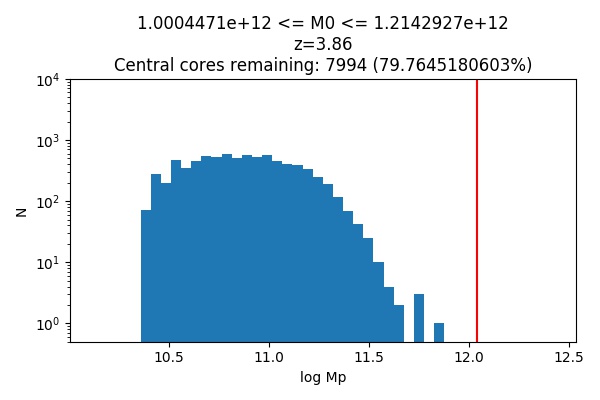 1.0004471e+12 <= M0 <= 1.2142927e+12
z=3.86
Central cores remaining: 7994 (79.7645180603%)
10^4
10^3
10^2
10^1
10^0
N
10.5 11.0 11.5 12.0 12.5
log Mp